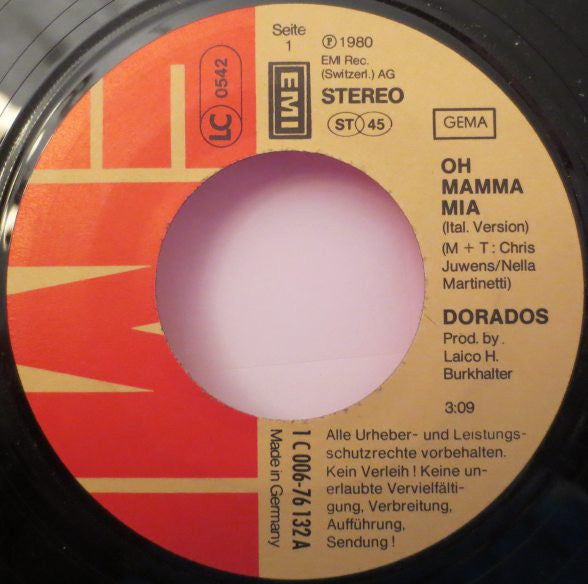 Seite
1
℗ 1980
EMI Rec.
(Switzerl.) AG
LC 0542
EMI
STEREO
ST 45
GEMA
OH
MAMMA
MIA
(Ital. Version)
(M + T : Chris
Juwens/Nella
Martinetti)
DORADOS
Prod. by.
Laico H.
Burkhalter
3:09
Alle Urheber- und Leistungs-
schutzrechte vorbehalten.
Kein Verleih ! Keine un-
erlaubte Vervielfälti-
gung, Verbreitung,
Aufführung,
Sendung !
1 C 006-76 132 A
Made in Germany